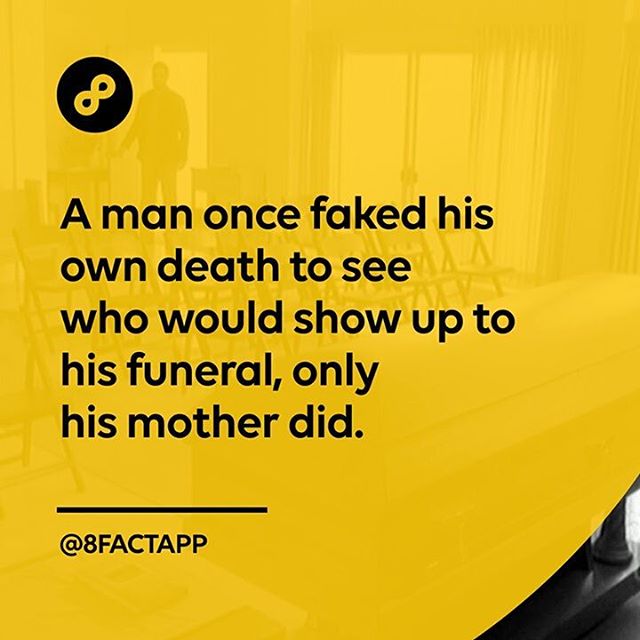 A man once faked his
own death to see
who would show up to
his funeral, only
his mother did.
@8FACTAPP